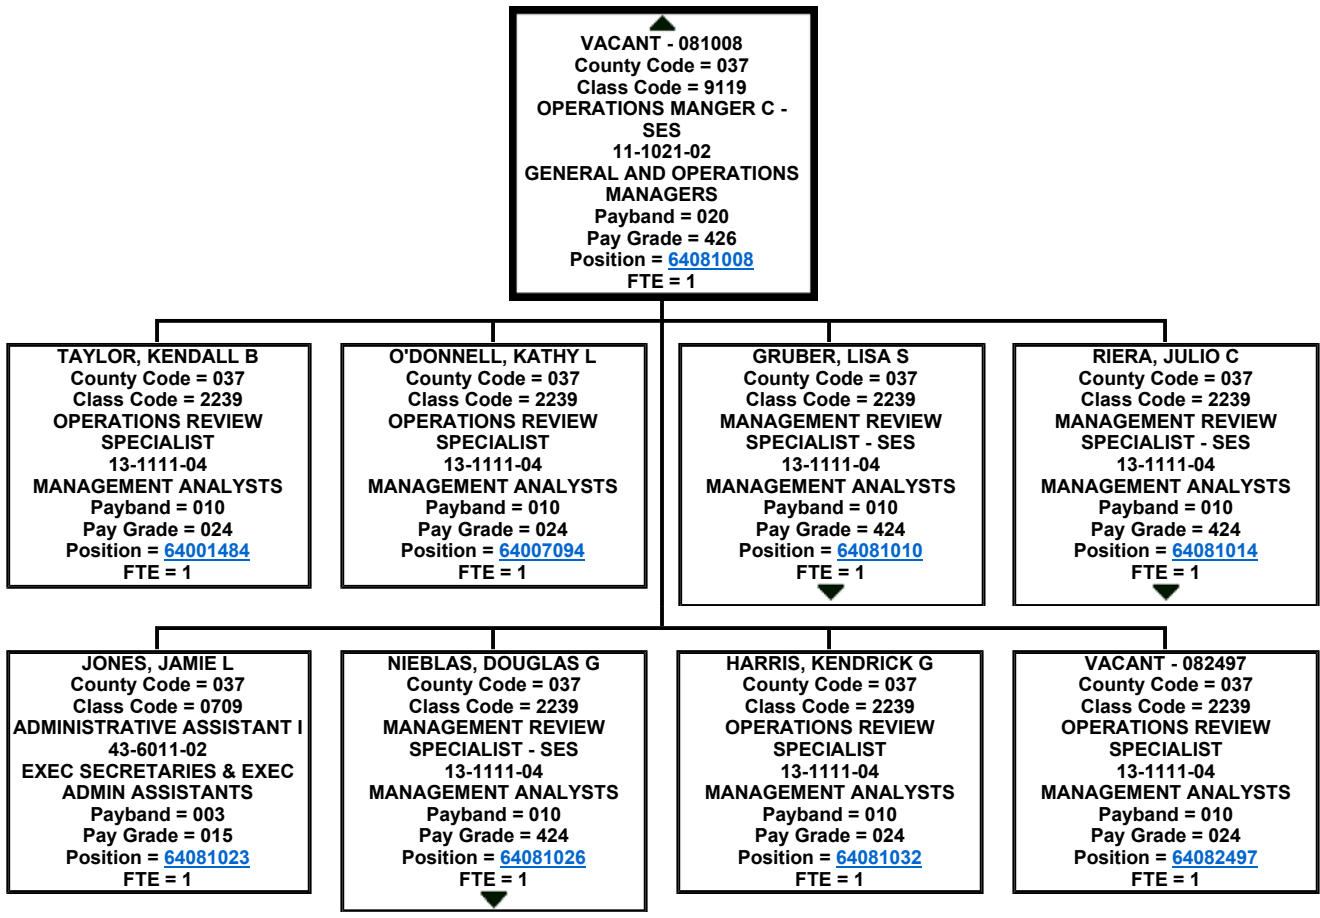 VACANT - 081008
County Code = 037
Class Code = 9119
OPERATIONS MANGER C -
SES
11-1021-02
GENERAL AND OPERATIONS
MANAGERS
Payband = 020
Pay Grade = 426
Position = 64081008
FTE = 1
TAYLOR, KENDALL B
County Code = 037
Class Code = 2239
OPERATIONS REVIEW
SPECIALIST
13-1111-04
MANAGEMENT ANALYSTS
Payband = 010
Pay Grade = 024
Position = 64001484
FTE = 1
O'DONNELL, KATHY L
County Code = 037
Class Code = 2239
OPERATIONS REVIEW
SPECIALIST
13-1111-04
MANAGEMENT ANALYSTS
Payband = 010
Pay Grade = 024
Position = 64007094
FTE = 1
GRUBER, LISA S
County Code = 037
Class Code = 2239
MANAGEMENT REVIEW
SPECIALIST - SES
13-1111-04
MANAGEMENT ANALYSTS
Payband = 010
Pay Grade = 424
Position = 64081010
FTE = 1
RIERA, JULIO C
County Code = 037
Class Code = 2239
MANAGEMENT REVIEW
SPECIALIST - SES
13-1111-04
MANAGEMENT ANALYSTS
Payband = 010
Pay Grade = 424
Position = 64081014
FTE = 1
JONES, JAMIE L
County Code = 037
Class Code = 0709
ADMINISTRATIVE ASSISTANT I
43-6011-02
EXEC SECRETARIES & EXEC
ADMIN ASSISTANTS
Payband = 003
Pay Grade = 015
Position = 64081023
FTE = 1
NIEBLAS, DOUGLAS G
County Code = 037
Class Code = 2239
MANAGEMENT REVIEW
SPECIALIST - SES
13-1111-04
MANAGEMENT ANALYSTS
Payband = 010
Pay Grade = 424
Position = 64081026
FTE = 1
HARRIS, KENDRICK G
County Code = 037
Class Code = 2239
OPERATIONS REVIEW
SPECIALIST
13-1111-04
MANAGEMENT ANALYSTS
Payband = 010
Pay Grade = 024
Position = 64081032
FTE = 1
VACANT - 082497
County Code = 037
Class Code = 2239
OPERATIONS REVIEW
SPECIALIST
13-1111-04
MANAGEMENT ANALYSTS
Payband = 010
Pay Grade = 024
Position = 64082497
FTE = 1